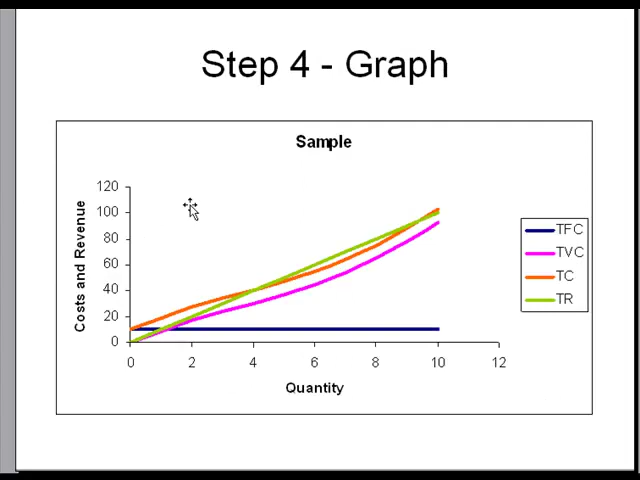 Step 4 - Graph
Sample
120
100
80
60
40
20
0
Costs and Revenue
0 2 4 6 8 10 12
Quantity
TFC
TVC
TC
TR